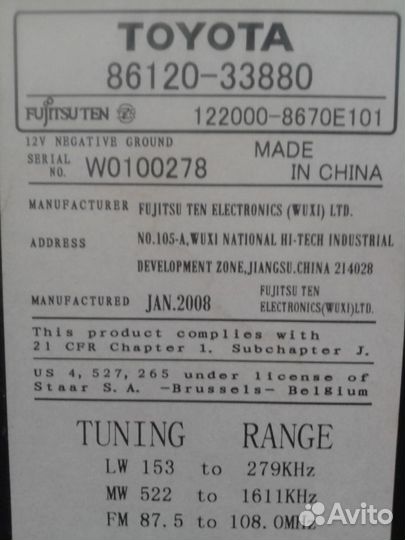 TOYOTA
86120-33880
FUJITSU TEN 122000-8670E101
12V NEGATIVE GROUND
SERIAL NO. W0100278
MADE IN CHINA
MANUFACTURER FUJITSU TEN ELECTRONICS (WUXI) LTD.
ADDRESS NO.105-A,WUXI NATIONAL HI-TECH INDUSTRIAL
DEVELOPMENT ZONE,JIANGSU.CHINA 214028
MANUFACTURED JAN.2008 FUJITSU TEN
ELECTRONICS(WUXI)LTD.
This product complies with
21 CFR Chapter 1. Subchapter J.
US 4,527,265 under license of
Staar S.A. -Brussels- Belgium
TUNING RANGE
LW 153 to 279KHz
MW 522 to 1611KHz
FM 87.5 to 108.0MHz
Avito